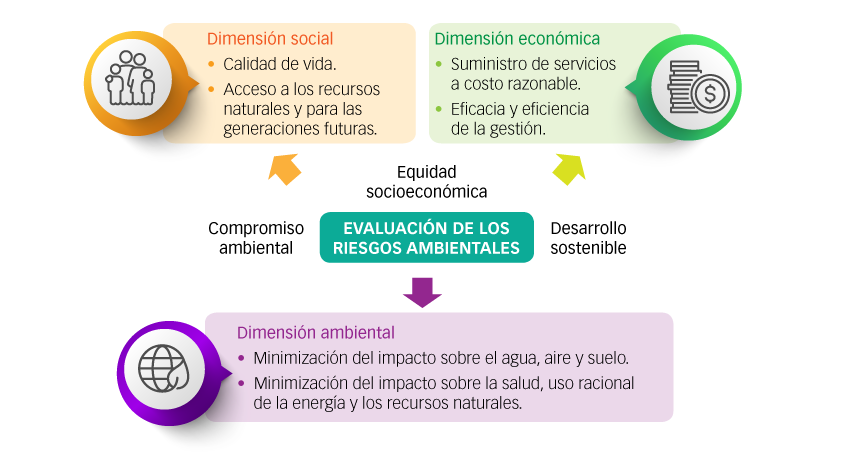 Dimensión social
• Calidad de vida.
• Acceso a los recursos
naturales y para las
generaciones futuras.
Dimensión económica
• Suministro de servicios
a costo razonable.
• Eficacia y eficiencia
de la gestión.
Equidad
socioeconómica
Compromiso
ambiental
EVALUACIÓN DE LOS
RIESGOS AMBIENTALES
Desarrollo
sostenible
Dimensión ambiental
• Minimización del impacto sobre el agua, aire y suelo.
• Minimización del impacto sobre la salud, uso racional
de la energía y los recursos naturales.
$